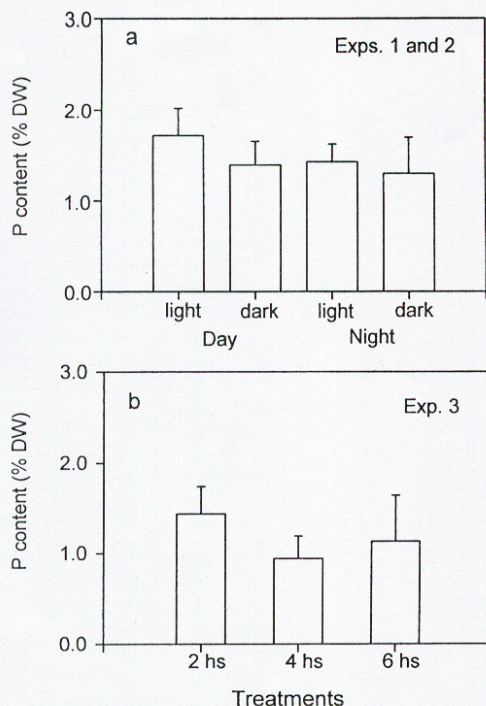 a
Exps. 1 and 2
P content (% DW)
3.0
2.0
1.0
0.0
light dark light dark
Day Night
b
Exp. 3
P content (% DW)
3.0
2.0
1.0
0.0
2 hs 4 hs 6 hs
Treatments